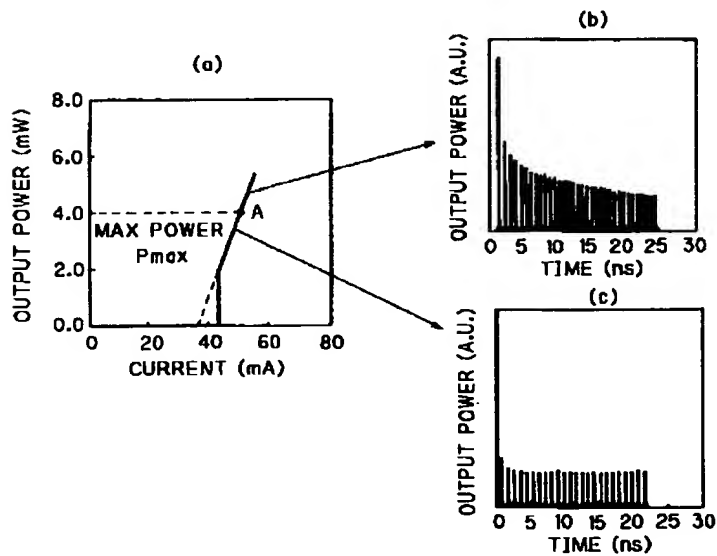 (a)
OUTPUT POWER (mW)
8.0
6.0
4.0
2.0
0.0
A
MAX POWER
Pmax
0 20 40 60 80
CURRENT (mA)
(b)
OUTPUT POWER (A.U.)
0 5 10 15 20 25 30
TIME (ns)
(c)
OUTPUT POWER (A.U.)
0 5 10 15 20 25 30
TIME (ns)